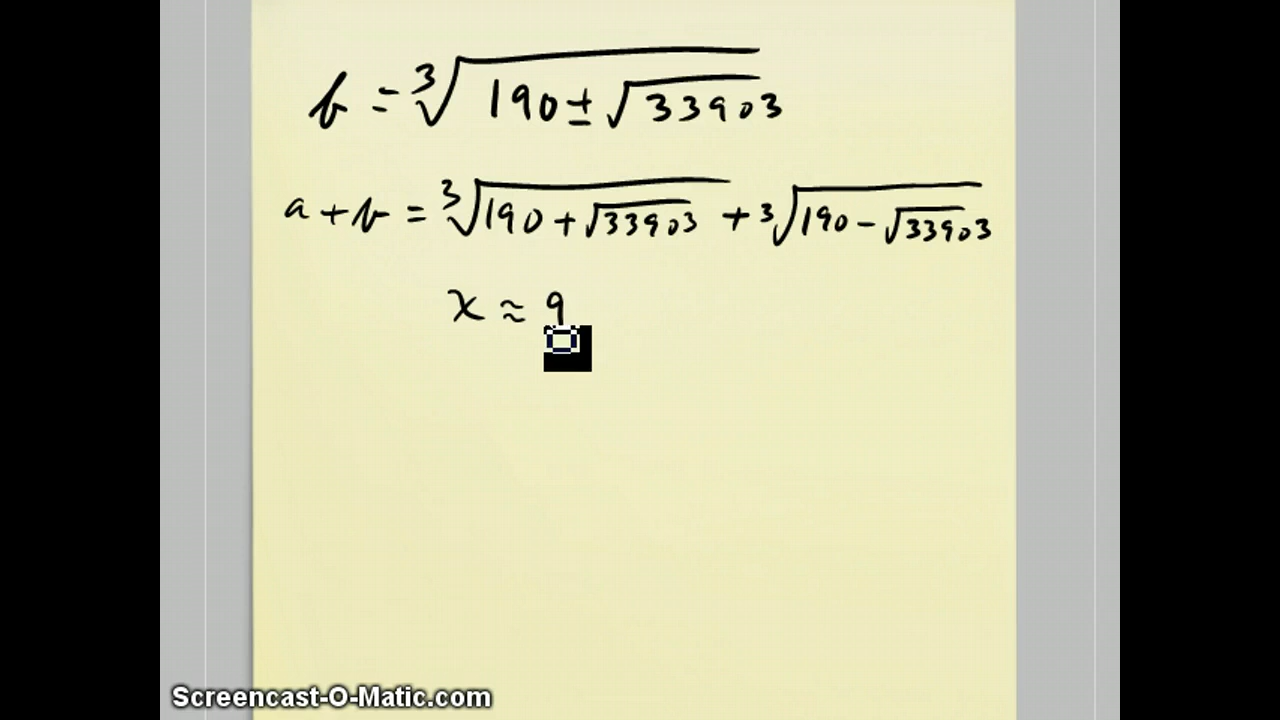 b = ∛(190 ± √33903)
a + b = ∛(190 + √33903) + ∛(190 - √33903)
x ≈ 9
Screencast-O-Matic.com